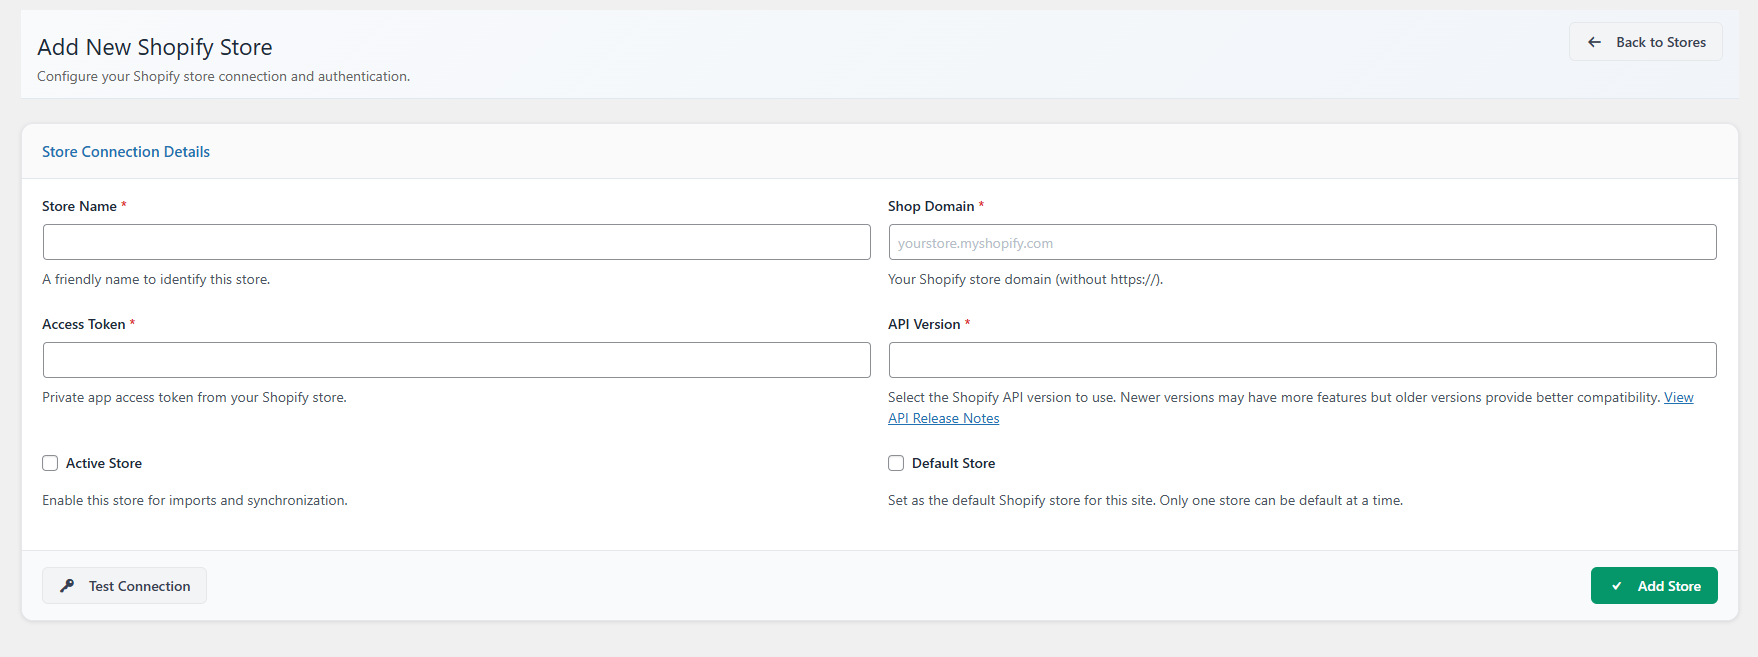 Add New Shopify Store
Configure your Shopify store connection and authentication.
Back to Stores
Store Connection Details
Store Name *
A friendly name to identify this store.
Shop Domain *
yourstore.myshopify.com
Your Shopify store domain (without https://).
Access Token *
Private app access token from your Shopify store.
API Version *
Select the Shopify API version to use. Newer versions may have more features but older versions provide better compatibility. View
API Release Notes
Active Store
Enable this store for imports and synchronization.
Default Store
Set as the default Shopify store for this site. Only one store can be default at a time.
Test Connection
Add Store